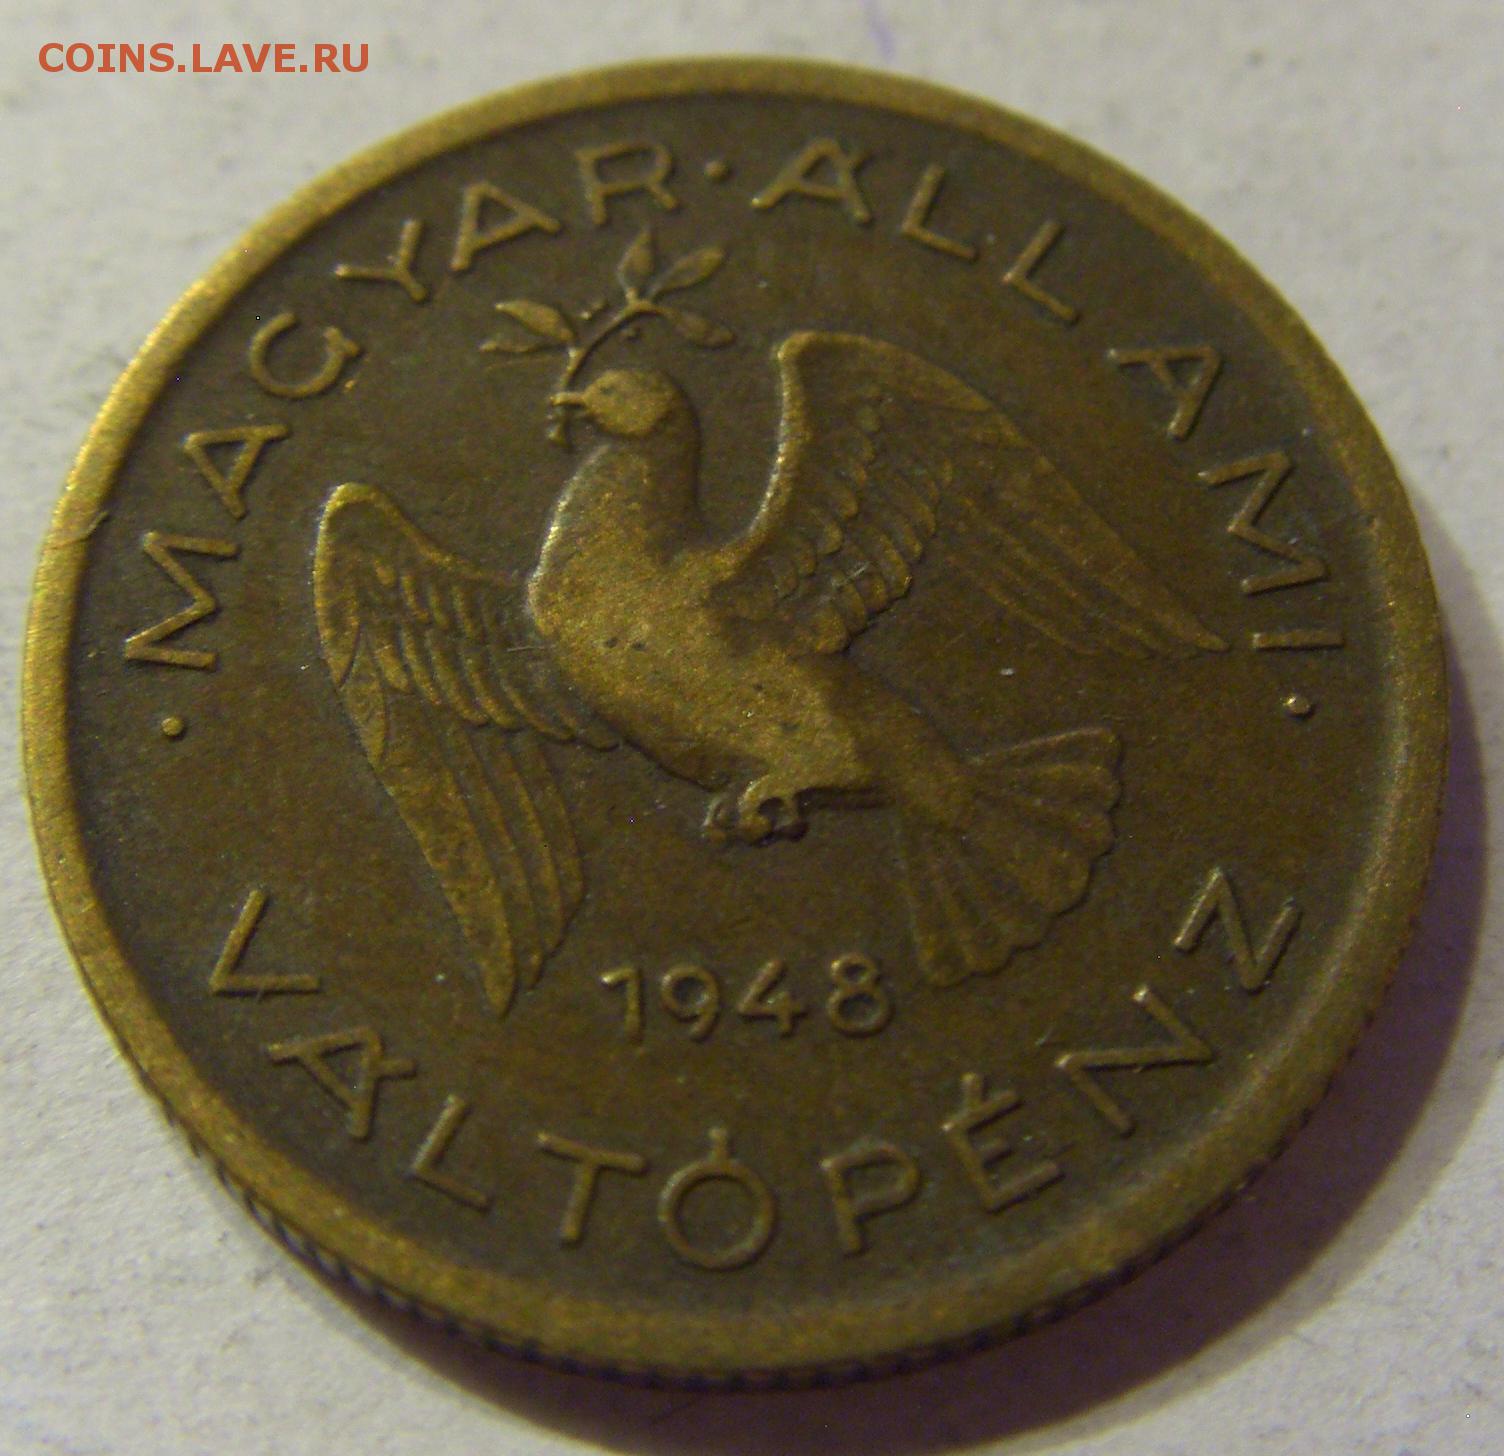 COINS.LAVE.RU
· MAGYAR · ÁLLAMI ·
1948
VÁLTÓPÉNZ